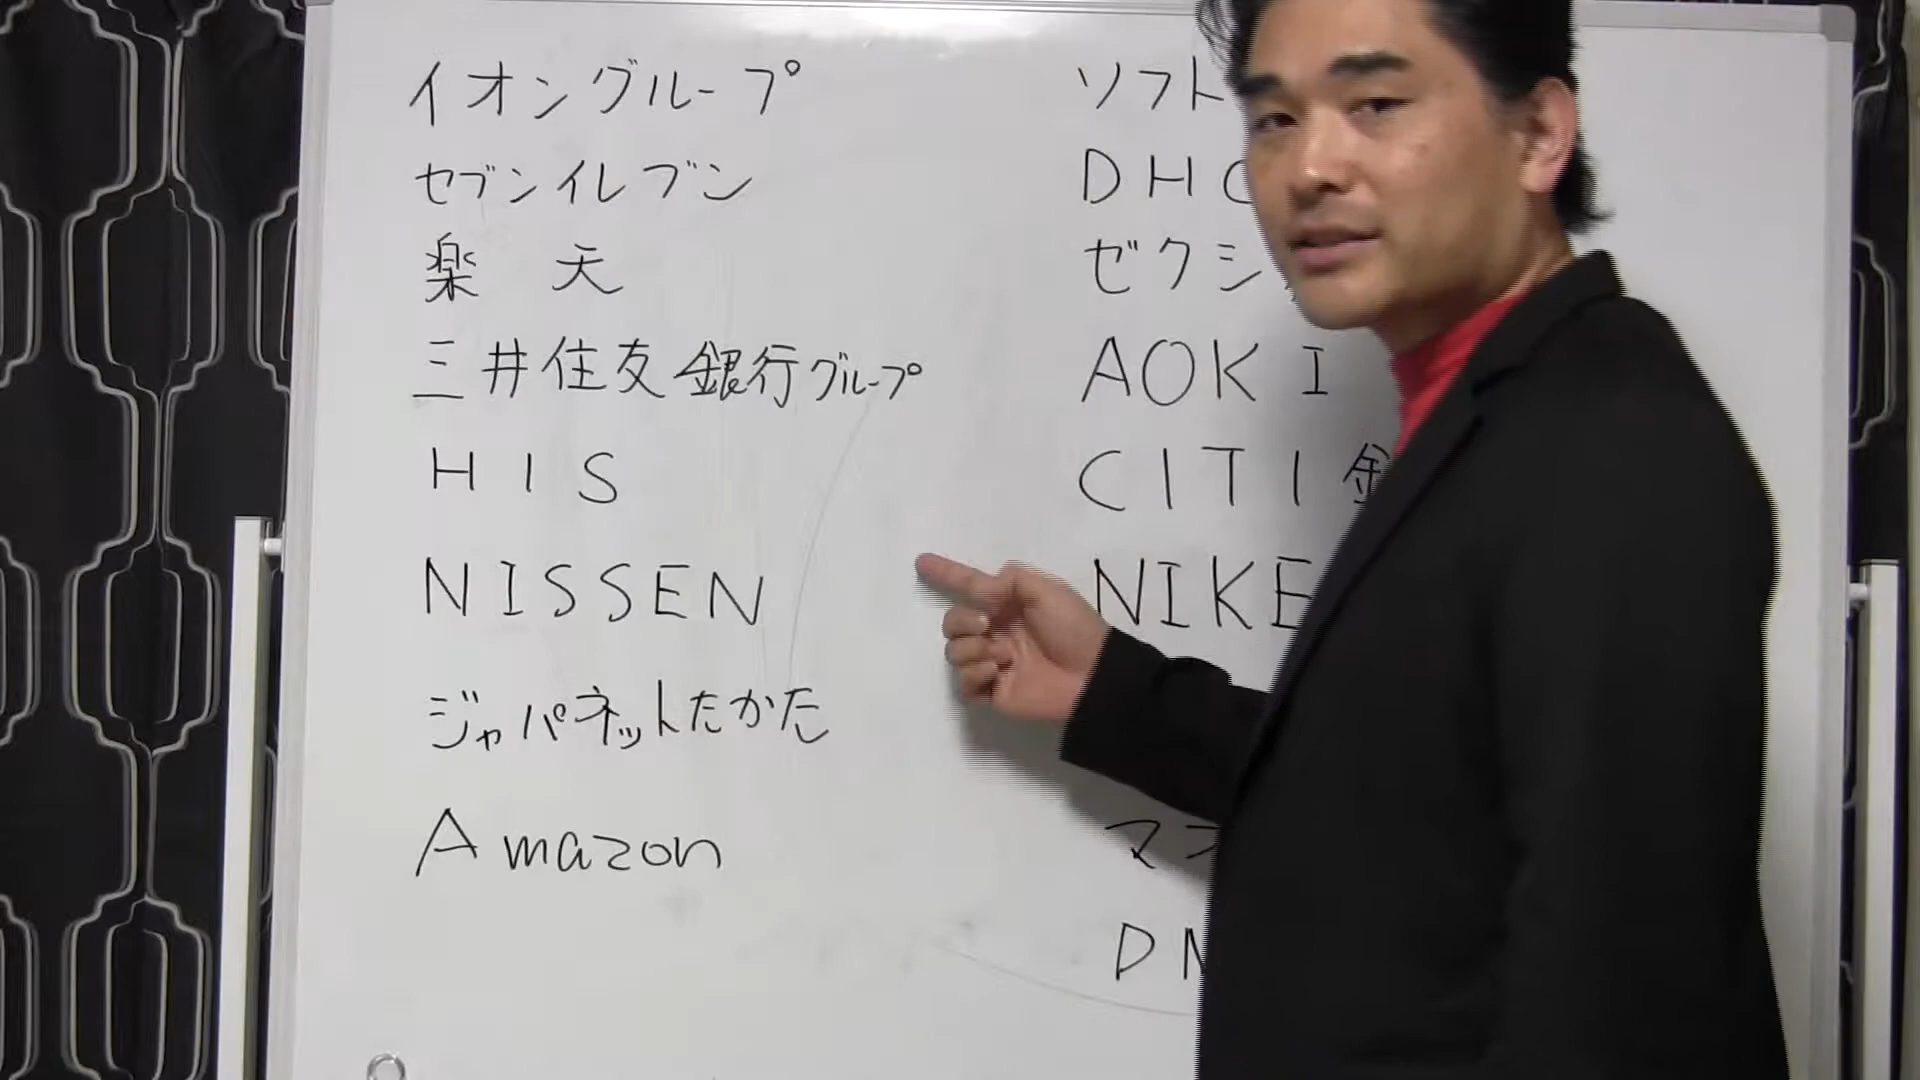 イオングループ
セブンイレブン
楽天
三井住友銀行グループ
HIS
NISSEN
ジャパネットたかた
Amazon
ソフト
DHC
ゼクシ
AOKI
CITI
NIKE